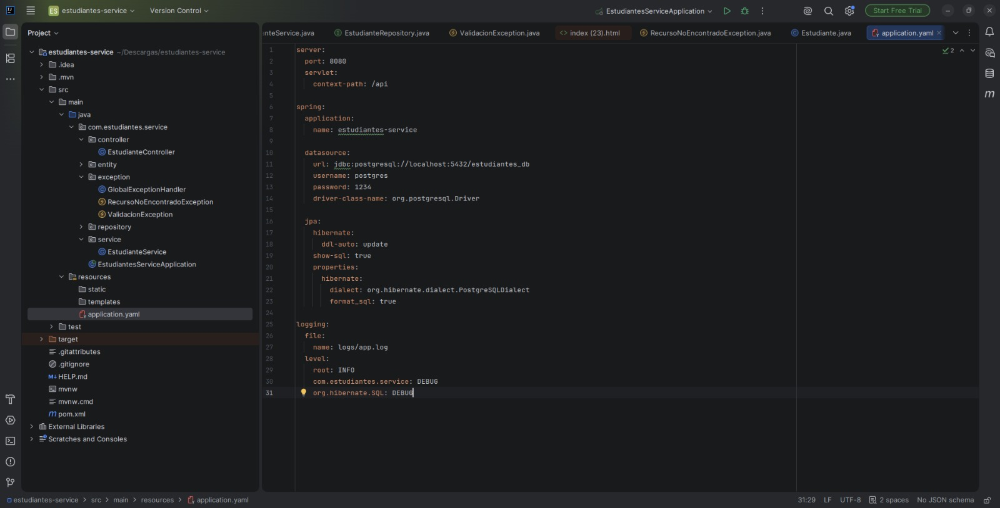 ES estudiantes-service Version Control EstudiantesServiceApplication Start Free Trial
Project
nteService.java EstudianteRepository.java ValidacionException.java index (23).html RecursoNoEncontradoException.java Estudiante.java application.yaml
estudiantes-service ~/Descargas/estudiantes-service
.idea
.mvn
src
main
java
com.estudiantes.service
controller
EstudianteController
entity
exception
GlobalExceptionHandler
RecursoNoEncontradoException
ValidacionException
repository
service
EstudianteService
EstudiantesServiceApplication
resources
static
templates
application.yaml
test
target
.gitattributes
.gitignore
M↓ HELP.md
mvnw
mvnw.cmd
m pom.xml
External Libraries
Scratches and Consoles
1 server:
2 port: 8080
3 servlet:
4 context-path: /api
5
6 spring:
7 application:
8 name: estudiantes-service
9
10 datasource:
11 url: jdbc:postgresql://localhost:5432/estudiantes_db
12 username: postgres
13 password: 1234
14 driver-class-name: org.postgresql.Driver
15
16 jpa:
17 hibernate:
18 ddl-auto: update
19 show-sql: true
20 properties:
21 hibernate:
22 dialect: org.hibernate.dialect.PostgreSQLDialect
23 format_sql: true
24
25 logging:
26 file:
27 name: logs/app.log
28 level:
29 root: INFO
30 com.estudiantes.service: DEBUG
31 org.hibernate.SQL: DEBUG
2
m
estudiantes-service > src > main > resources > application.yaml
31:29 LF UTF-8 2 spaces No JSON schema